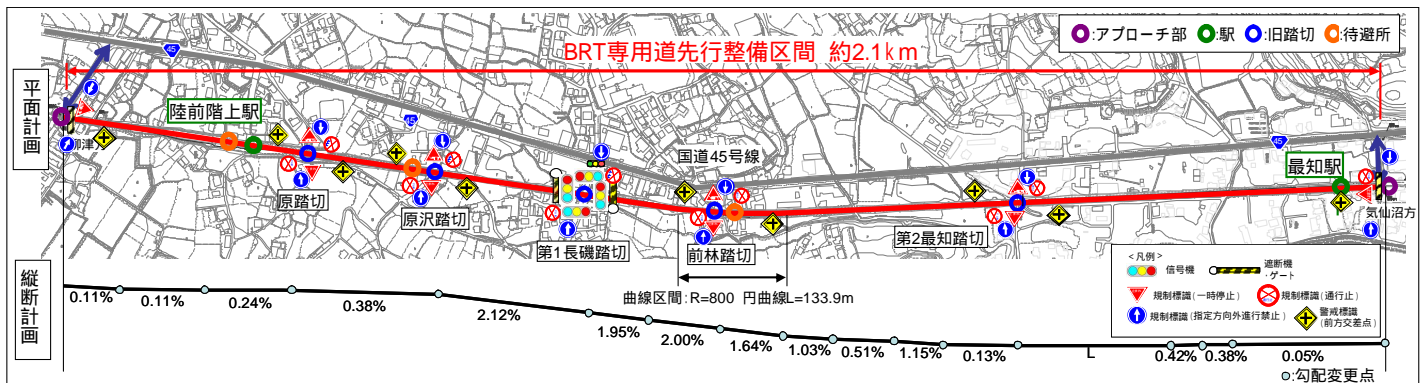 :アプローチ部 :駅 :旧踏切 :待避所
BRT専用道先行整備区間 約2.1km
平面計画
45
45
45
陸前階上駅
国道45号線
最知駅
柳津
気仙沼方
原踏切
原沢踏切
第1長磯踏切
前林踏切
第2最知踏切
曲線区間:R=800 円曲線L=133.9m
<凡例>
信号機
遮断機・ゲート
規制標識(一時停止)
規制標識(通行止)
規制標識(指定方向外進行禁止)
警戒標識(前方交差点)
縦断計画
0.11% 0.11% 0.24% 0.38% 2.12% 1.95% 2.00% 1.64% 1.03% 0.51% 1.15% 0.13% L 0.42% 0.38% 0.05%
:勾配変更点